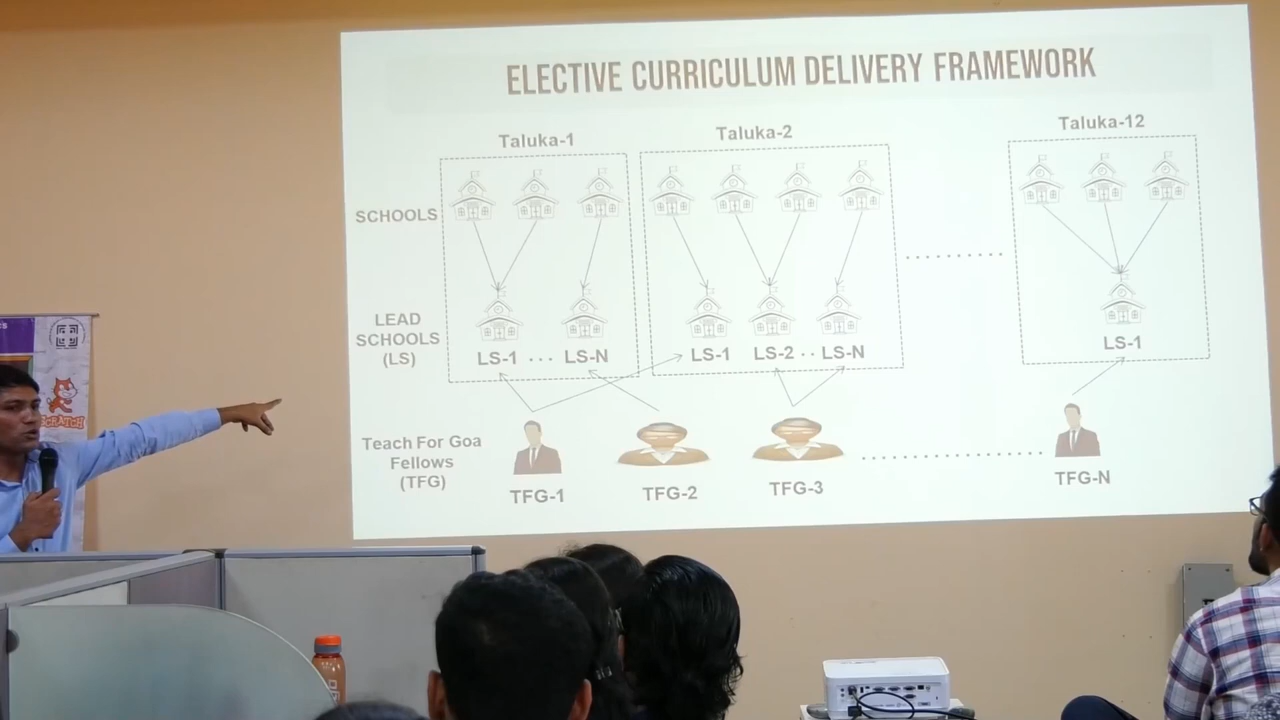 ELECTIVE CURRICULUM DELIVERY FRAMEWORK
Taluka-1
Taluka-2
Taluka-12
SCHOOLS
LEAD
SCHOOLS
(LS)
LS-1 ... LS-N
LS-1 LS-2 .. LS-N
LS-1
Teach For Goa
Fellows
(TFG)
TFG-1
TFG-2
TFG-3
TFG-N
SCRATCH